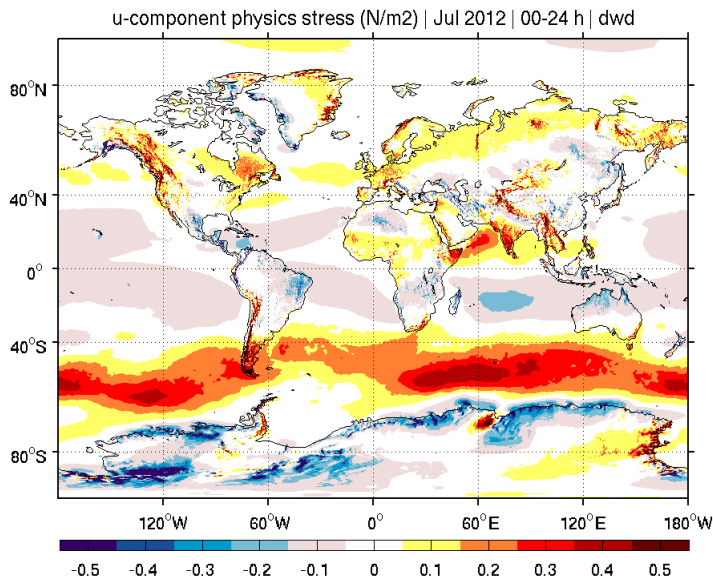 u-component physics stress (N/m2) | Jul 2012 | 00-24 h | dwd
80°N
40°N
0°
40°S
80°S
120°W 60°W 0° 60°E 120°E 180°W
-0.5 -0.4 -0.3 -0.2 -0.1 0 0.1 0.2 0.3 0.4 0.5